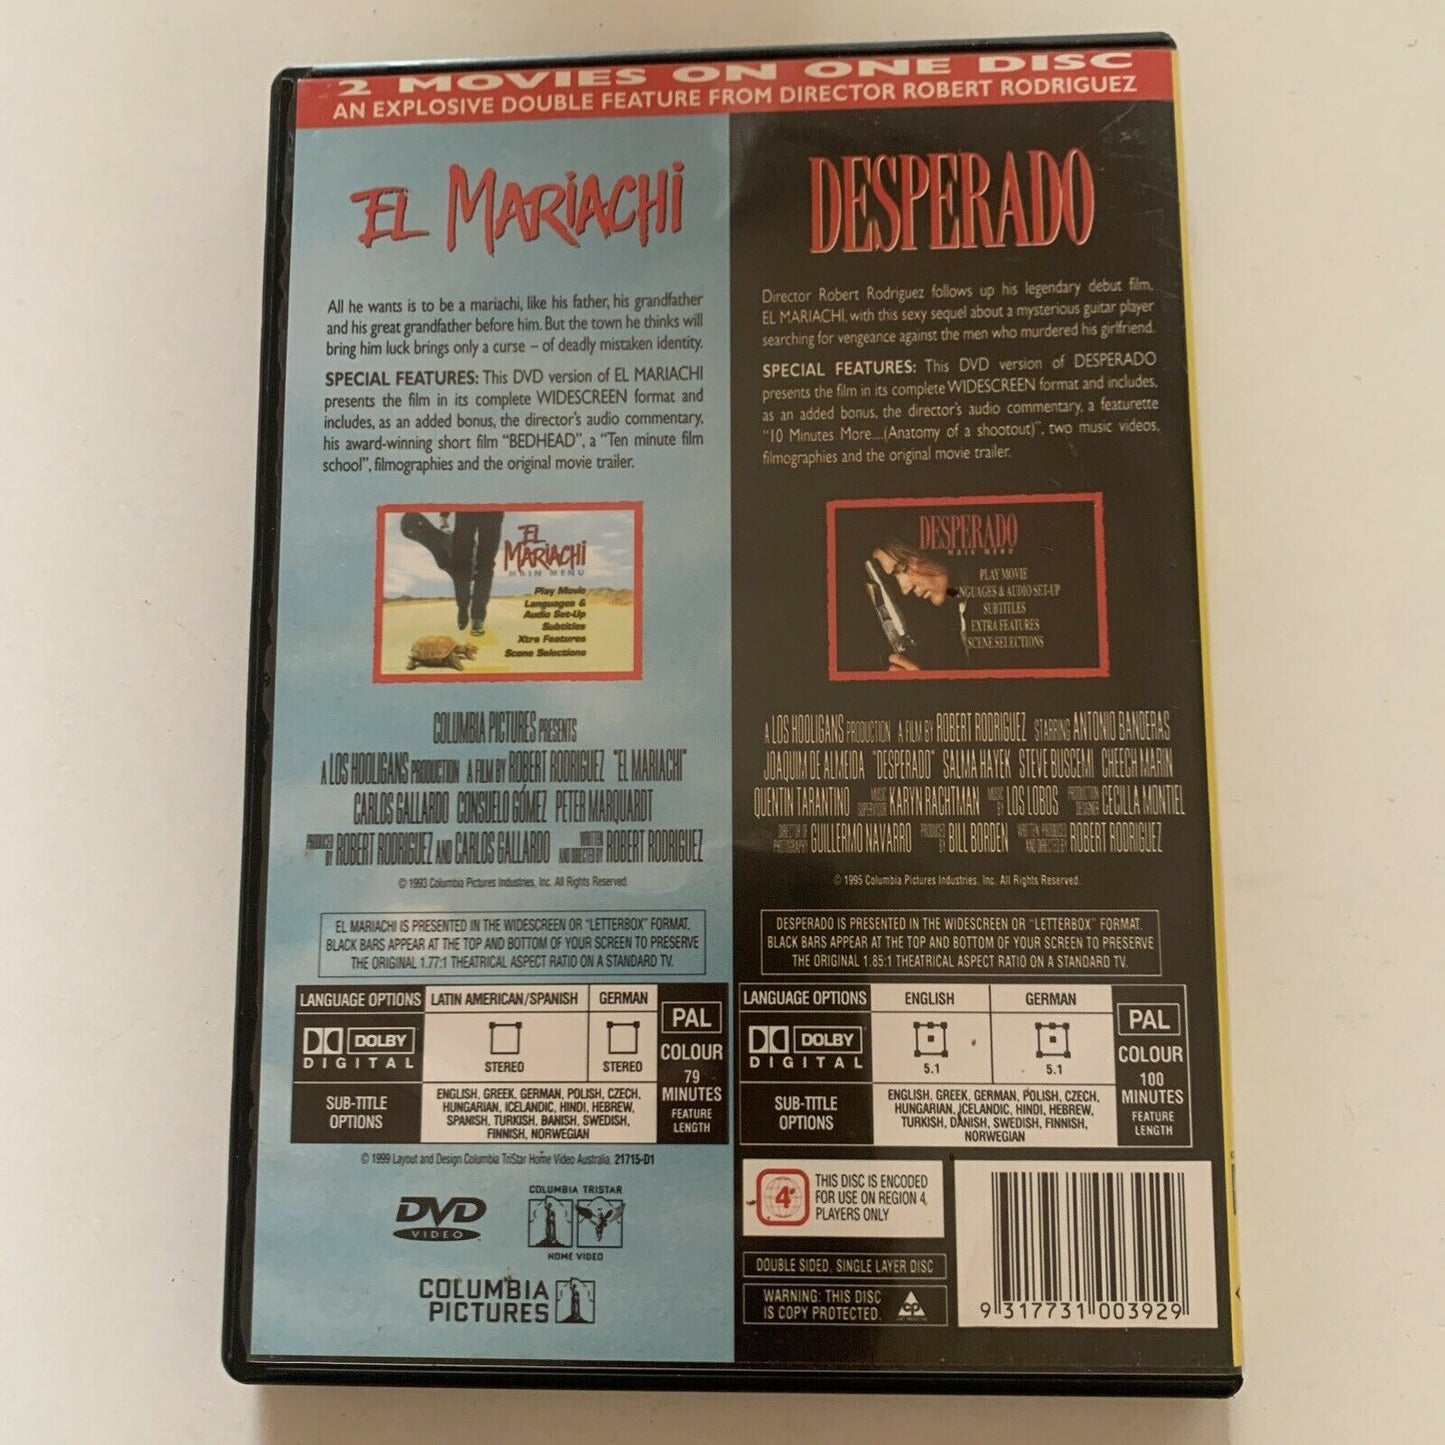 2 MOVIES ON ONE DISC
AN EXPLOSIVE DOUBLE FEATURE FROM DIRECTOR ROBERT RODRIGUEZ
EL MARIACHI
All he wants is to be a mariachi, like his father, his grandfather
and his great grandfather before him. But the town he thinks will
bring him luck brings only a curse – of deadly mistaken identity.
SPECIAL FEATURES: This DVD version of EL MARIACHI
presents the film in its complete WIDESCREEN format and
includes, as an added bonus, the director's audio commentary,
his award-winning short film "BEDHEAD", a "Ten minute film
school", filmographies and the original movie trailer.
EL
MARIACHI
MAIN MENU
Play Movie
Languages &
Audio Set-Up
Subtitles
Xtra Features
Scene Selections
COLUMBIA PICTURES PRESENTS
A LOS HOOLIGANS PRODUCTION A FILM BY ROBERT RODRIGUEZ "EL MARIACHI"
CARLOS GALLARDO CONSUELO GÓMEZ PETER MARQUARDT
PRODUCED BY ROBERT RODRIGUEZ AND CARLOS GALLARDO WRITTEN AND DIRECTED BY ROBERT RODRIGUEZ
© 1993 Columbia Pictures Industries, Inc. All Rights Reserved.
EL MARIACHI IS PRESENTED IN THE WIDESCREEN OR "LETTERBOX" FORMAT.
BLACK BARS APPEAR AT THE TOP AND BOTTOM OF YOUR SCREEN TO PRESERVE
THE ORIGINAL 1.77:1 THEATRICAL ASPECT RATIO ON A STANDARD TV.
LANGUAGE OPTIONS LATIN AMERICAN/SPANISH GERMAN
DOLBY
DIGITAL
STEREO STEREO
SUB-TITLE
OPTIONS
ENGLISH, GREEK, GERMAN, POLISH, CZECH,
HUNGARIAN, ICELANDIC, HINDI, HEBREW,
SPANISH, TURKISH, DANISH, SWEDISH,
FINNISH, NORWEGIAN
PAL
COLOUR
79
MINUTES
FEATURE
LENGTH
© 1999 Layout and Design Columbia TriStar Home Video Australia. 21715-D1
DVD
VIDEO
COLUMBIA TRISTAR
HOME VIDEO
COLUMBIA
PICTURES
DESPERADO
Director Robert Rodriguez follows up his legendary debut film,
EL MARIACHI, with this sexy sequel about a mysterious guitar player
searching for vengeance against the men who murdered his girlfriend.
SPECIAL FEATURES: This DVD version of DESPERADO
presents the film in its complete WIDESCREEN format and includes,
as an added bonus, the director's audio commentary, a featurette
"10 Minutes More....(Anatomy of a shootout)", two music videos,
filmographies and the original movie trailer.
DESPERADO
MAIN MENU
PLAY MOVIE
NGUAGES & AUDIO SET-UP
SUBTITLES
EXTRA FEATURES
SCENE SELECTIONS
A LOS HOOLIGANS PRODUCTION A FILM BY ROBERT RODRIGUEZ STARRING ANTONIO BANDERAS
JOAQUIM DE ALMEIDA "DESPERADO" SALMA HAYEK STEVE BUSCEMI CHEECH MARIN
QUENTIN TARANTINO MUSIC SUPERVISOR KARYN RACHTMAN MUSIC BY LOS LOBOS PRODUCTION DESIGNER CECILLA MONTIEL
DIRECTOR OF PHOTOGRAPHY GUILLERMO NAVARRO PRODUCED BY BILL BORDEN WRITTEN PRODUCED AND DIRECTED BY ROBERT RODRIGUEZ
© 1995 Columbia Pictures Industries, Inc. All Rights Reserved.
DESPERADO IS PRESENTED IN THE WIDESCREEN OR "LETTERBOX" FORMAT.
BLACK BARS APPEAR AT THE TOP AND BOTTOM OF YOUR SCREEN TO PRESERVE
THE ORIGINAL 1.85:1 THEATRICAL ASPECT RATIO ON A STANDARD TV.
LANGUAGE OPTIONS ENGLISH GERMAN
DOLBY
DIGITAL
5.1 5.1
SUB-TITLE
OPTIONS
ENGLISH, GREEK, GERMAN, POLISH, CZECH,
HUNGARIAN, ICELANDIC, HINDI, HEBREW,
TURKISH, DANISH, SWEDISH, FINNISH,
NORWEGIAN
PAL
COLOUR
100
MINUTES
FEATURE
LENGTH
4
THIS DISC IS ENCODED
FOR USE ON REGION 4
PLAYERS ONLY
DOUBLE SIDED, SINGLE LAYER DISC
WARNING: THIS DISC
IS COPY PROTECTED.
9 317731 003929